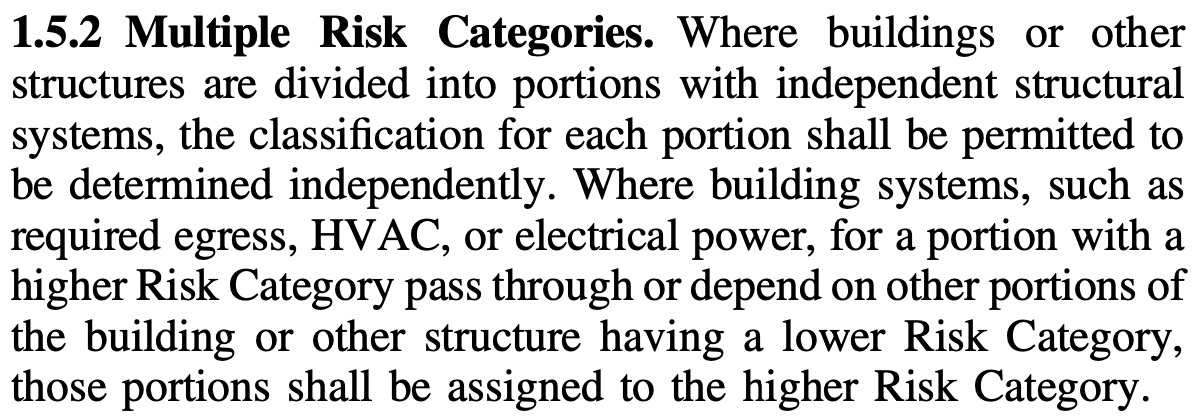 1.5.2 Multiple Risk Categories. Where buildings or other
structures are divided into portions with independent structural
systems, the classification for each portion shall be permitted to
be determined independently. Where building systems, such as
required egress, HVAC, or electrical power, for a portion with a
higher Risk Category pass through or depend on other portions of
the building or other structure having a lower Risk Category,
those portions shall be assigned to the higher Risk Category.